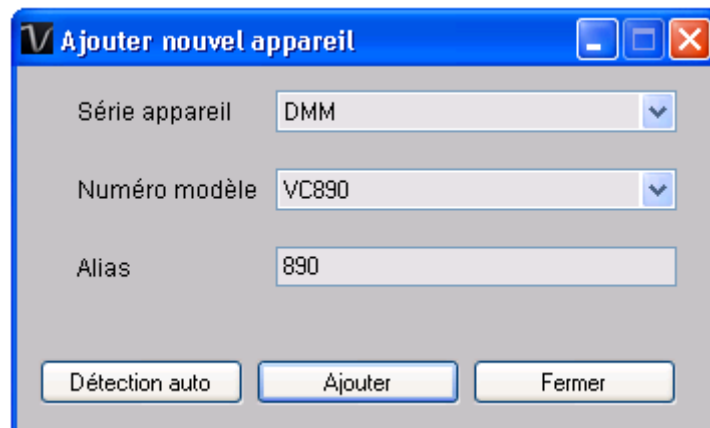 Ajouter nouvel appareil
Série appareil DMM
Numéro modèle VC890
Alias 890
Détection auto Ajouter Fermer